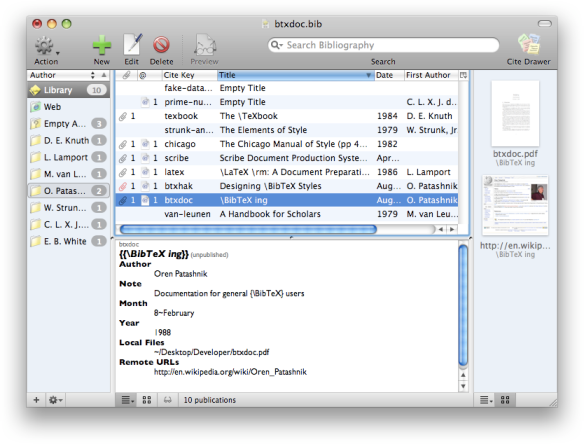 btxdoc.bib
Action New Edit Delete Preview Search Bibliography Search Cite Drawer
Author
Library 10
Web
Empty A... 3
D. E. Knuth 1
L. Lamport 1
M. van L... 1
O. Patas... 2
W. Strun... 1
C. L. X. J... 1
E. B. White 1
@ Cite Key Title Date First Author
fake-data... Empty Title
1 prime-nu... Empty Title C. L. X. J. d...
1 texbook The \TeXbook 1984 D. E. Knuth
strunk-an... The Elements of Style 1979 W. Strunk, Jr
1 1 chicago The Chicago Manual of Style (pp 4... 1982
1 1 scribe Scribe Document Production Syste... Apr...
1 1 latex \LaTeX \rm: A Document Preparati... 1986 L. Lamport
1 1 btxhak Designing \BibTeX Styles Aug... O. Patashnik
1 1 btxdoc \BibTeX ing Aug... O. Patashnik
van-leunen A Handbook for Scholars 1979 M. van Leu...
btxdoc
{{\BibTeX ing}} (unpublished)
Author
Oren Patashnik
Note
Documentation for general {\BibTeX} users
Month
8~February
Year
1988
Local Files
~/Desktop/Developer/btxdoc.pdf
Remote URLs
http://en.wikipedia.org/wiki/Oren_Patashnik
10 publications
btxdoc.pdf
\BibTeX ing
http://en.wikip...
\BibTeX ing